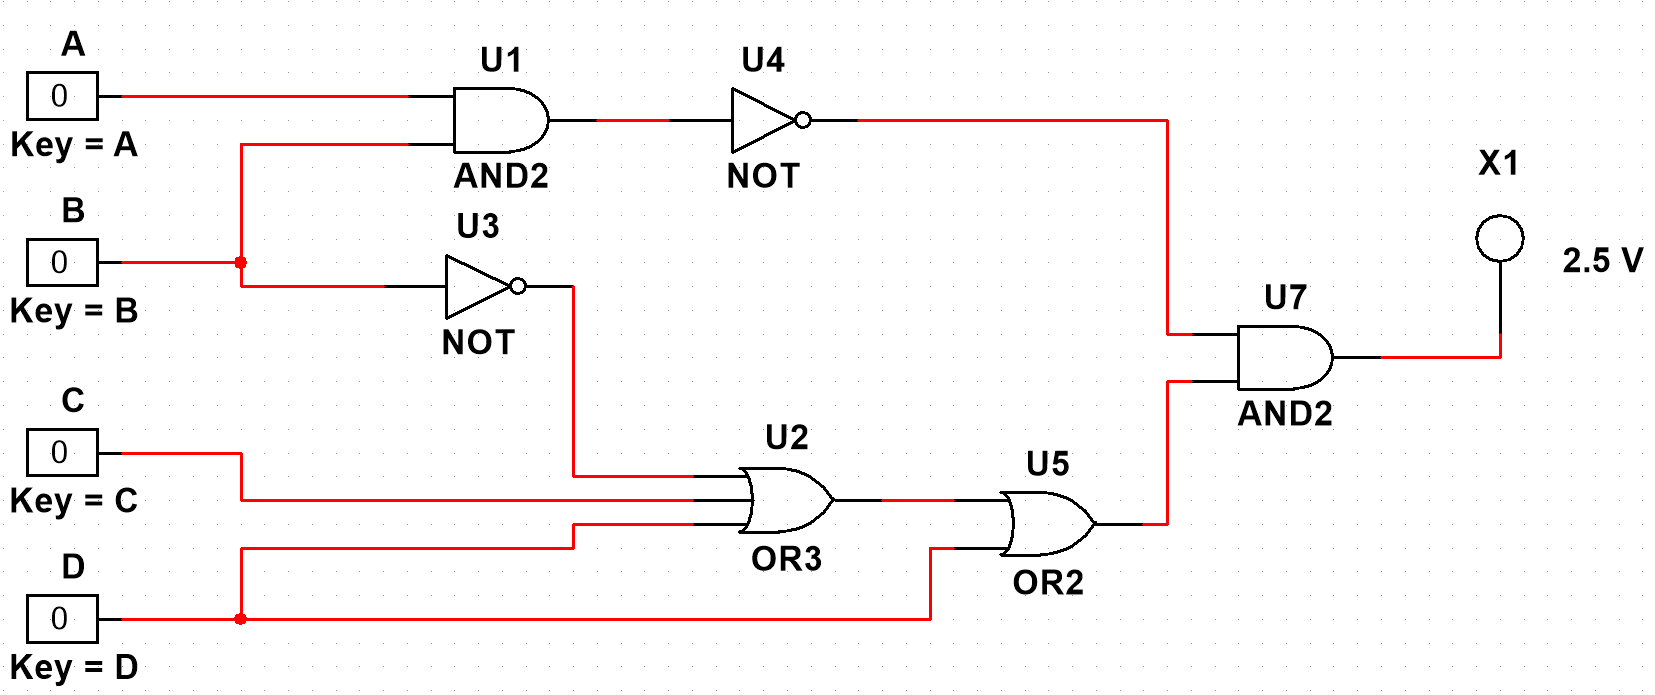 A
0
Key = A
U1
AND2
U4
NOT
B
0
Key = B
U3
NOT
X1
2.5 V
U7
AND2
C
0
Key = C
U2
OR3
U5
OR2
D
0
Key = D